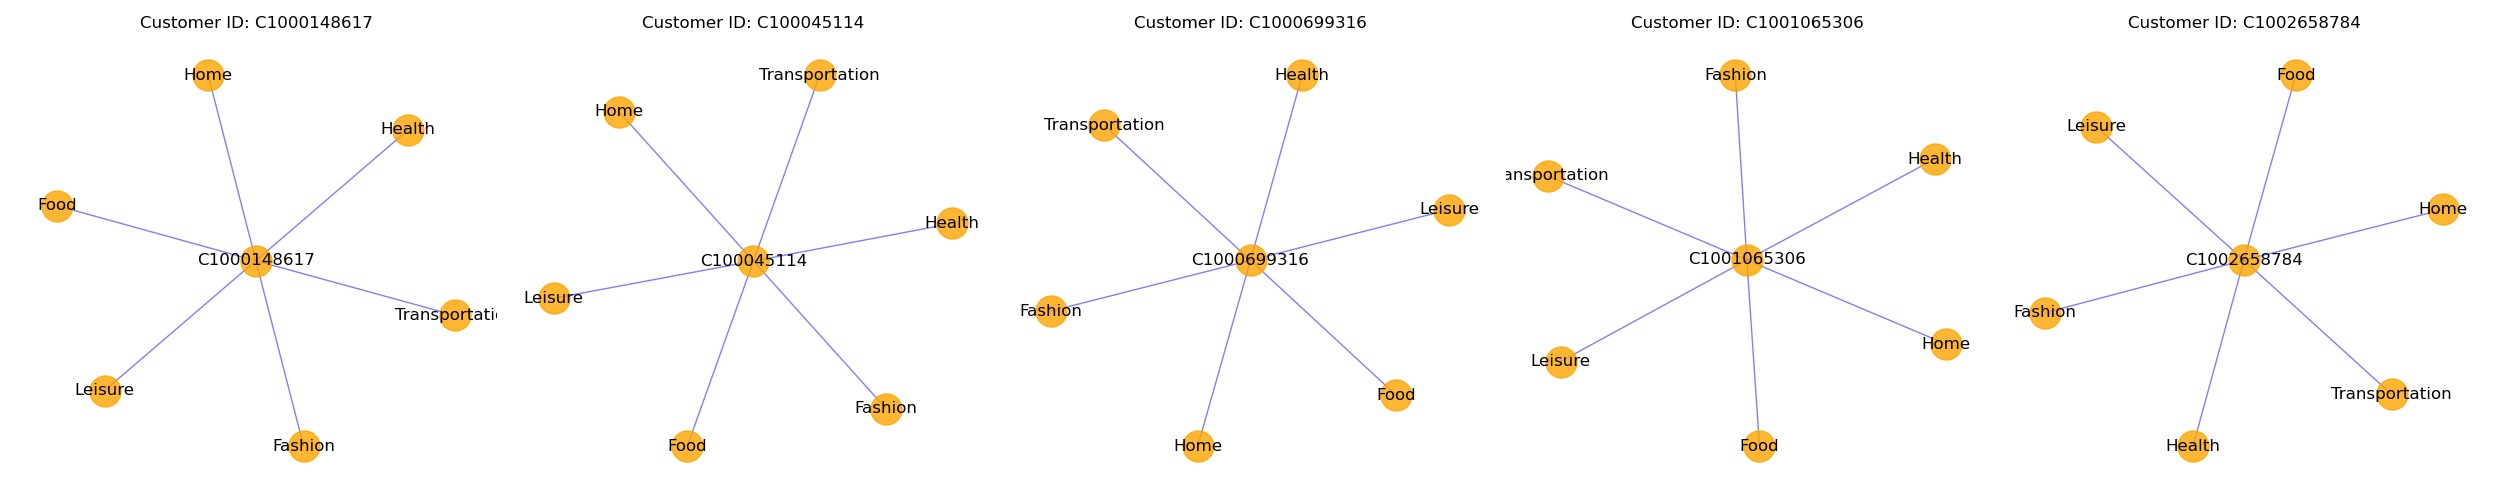 Customer ID: C1000148617
Home
Health
Food
C1000148617
Transportati
Leisure
Fashion
Customer ID: C100045114
Transportation
Home
Health
C100045114
Leisure
Fashion
Food
Customer ID: C1000699316
Health
Transportation
Leisure
C1000699316
Fashion
Food
Home
Customer ID: C1001065306
Fashion
Health
ansportation
C1001065306
Home
Leisure
Food
Customer ID: C1002658784
Food
Leisure
Home
C1002658784
Fashion
Transportation
Health